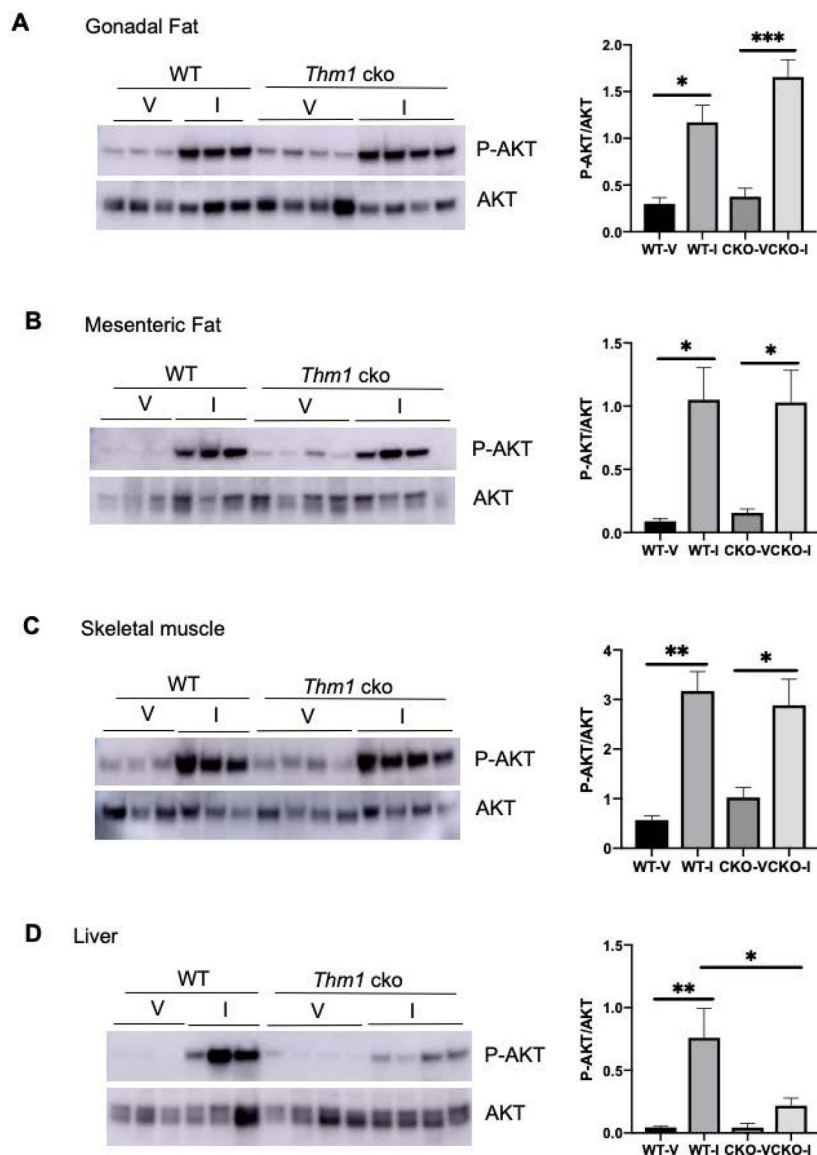 A Gonadal Fat
WT Thm1 cko
V I V I
P-AKT
AKT
P-AKT/AKT
2.0
1.5
1.0
0.5
0.0
* ***
WT-V WT-I CKO-V CKO-I
B Mesenteric Fat
WT Thm1 cko
V I V I
P-AKT
AKT
P-AKT/AKT
1.5
1.0
0.5
0.0
* *
WT-V WT-I CKO-V CKO-I
C Skeletal muscle
WT Thm1 cko
V I V I
P-AKT
AKT
P-AKT/AKT
4
3
2
1
0
** *
WT-V WT-I CKO-V CKO-I
D Liver
WT Thm1 cko
V I V I
P-AKT
AKT
P-AKT/AKT
1.5
1.0
0.5
0.0
** *
WT-V WT-I CKO-V CKO-I